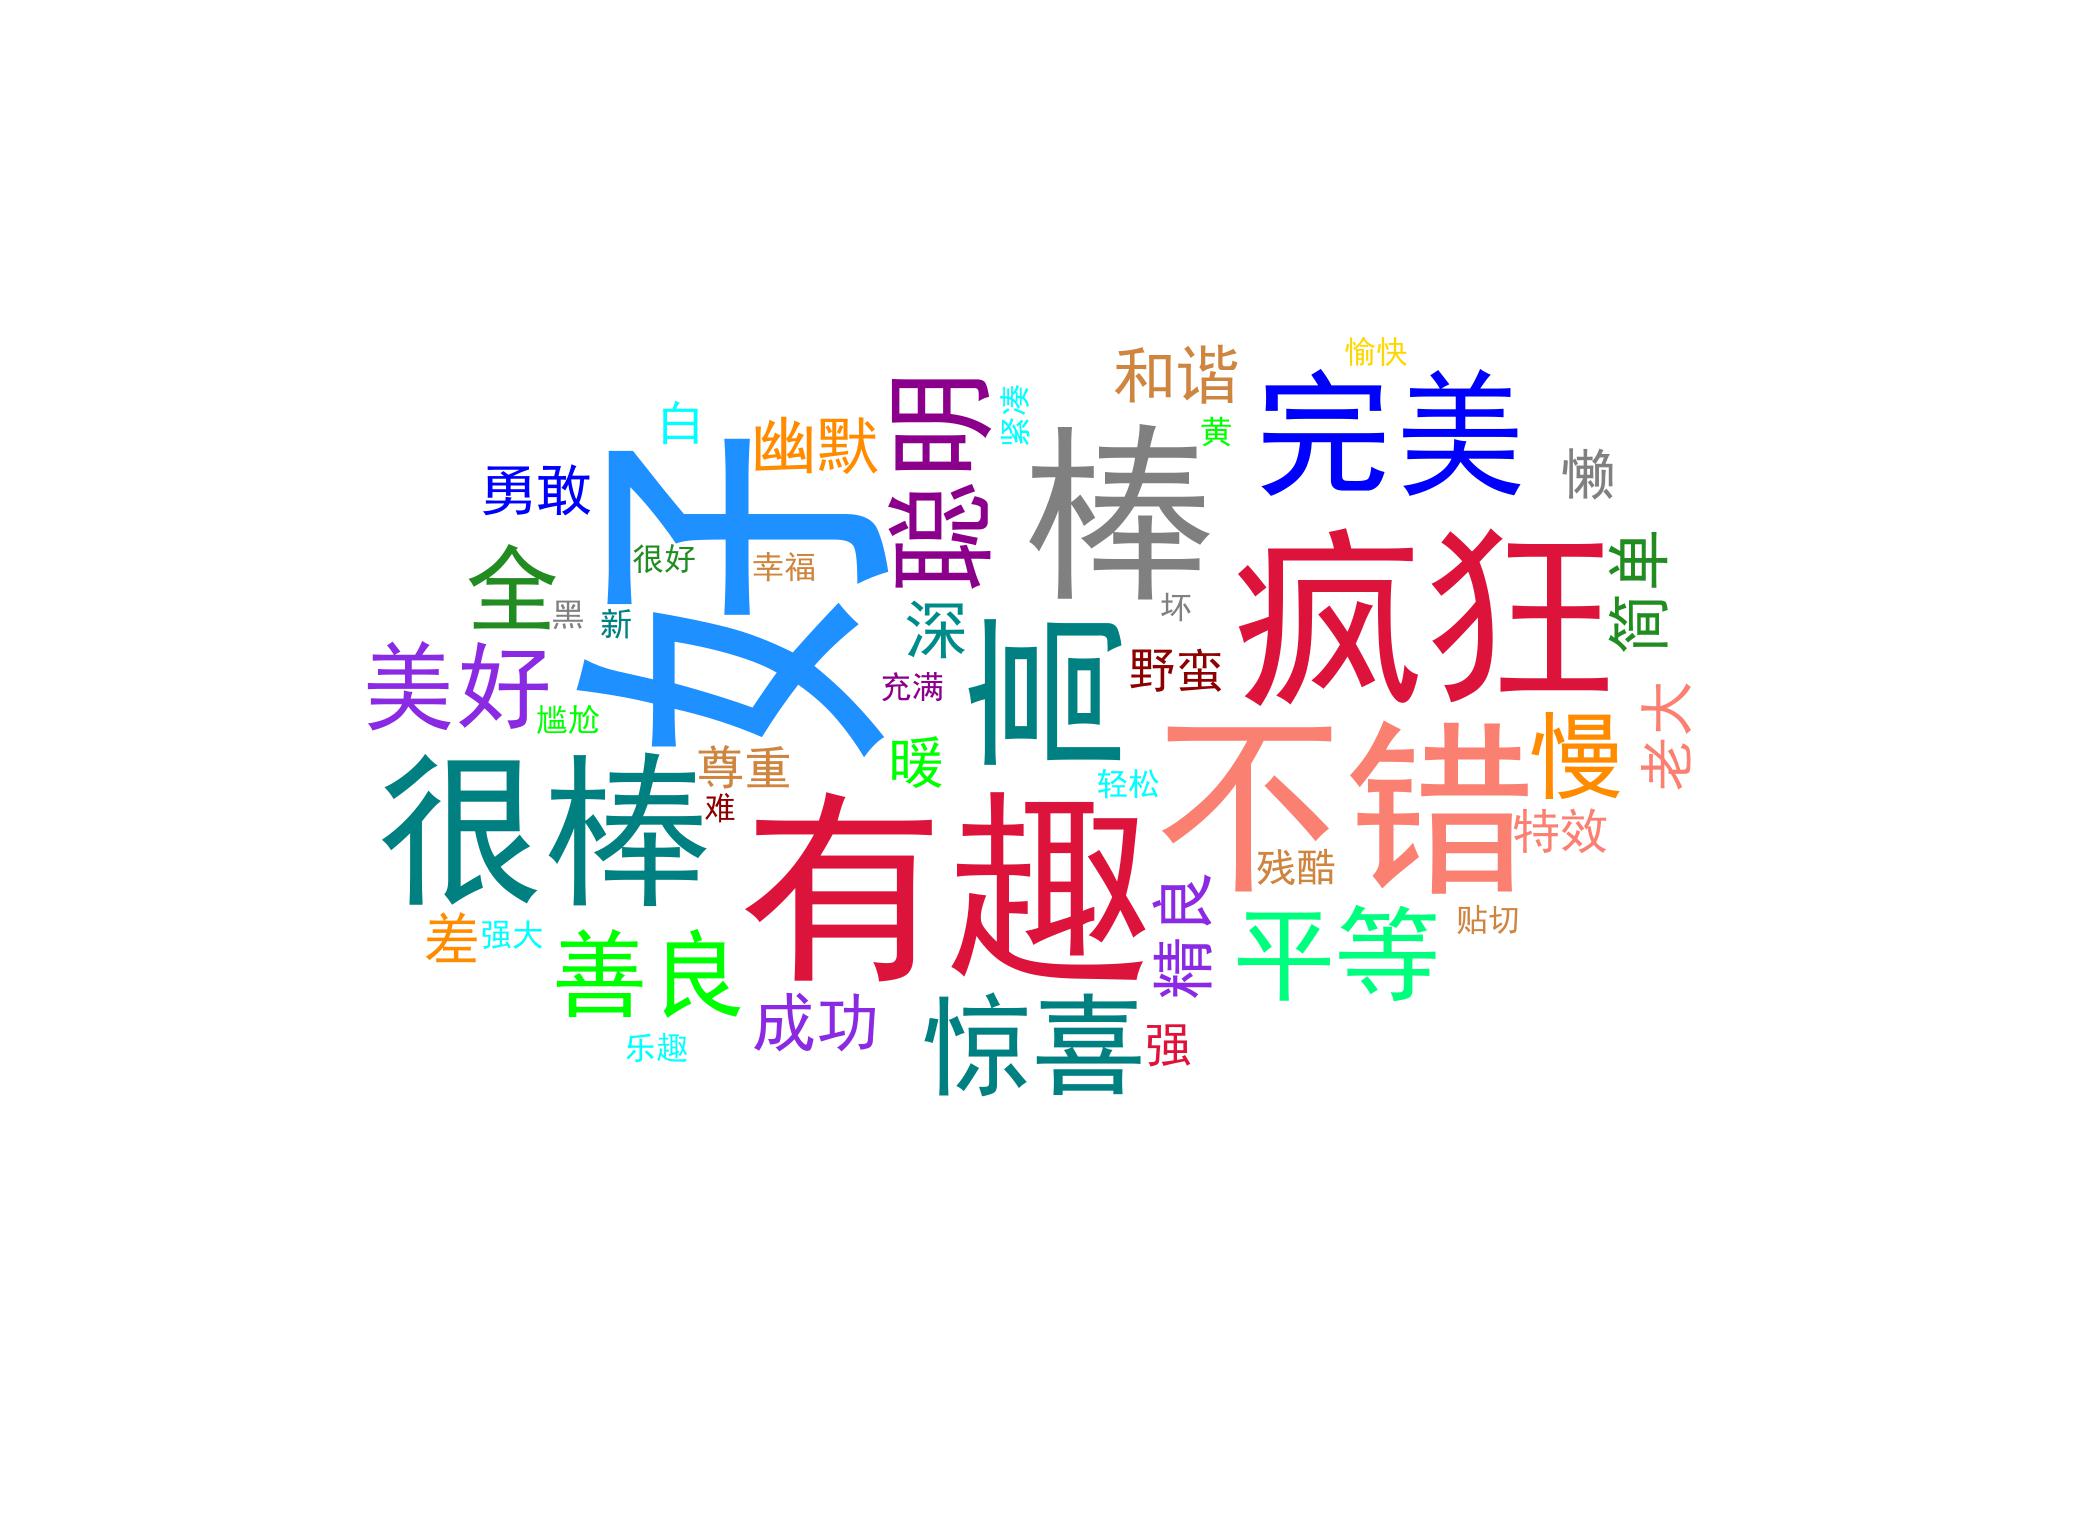 愉快
和谐
完美
聪明
紧凑
白
幽默
黄
棒
懒
勇敢
好
很好
幸福
疯狂
简单
全
黑
新
坏
深
美好
尴尬
充满
野蛮
老大
不错
慢
尊重
暖
轻松
很棒
难
有趣
特效
残酷
精良
平等
贴切
差
强大
善良
成功
惊喜
强
乐趣